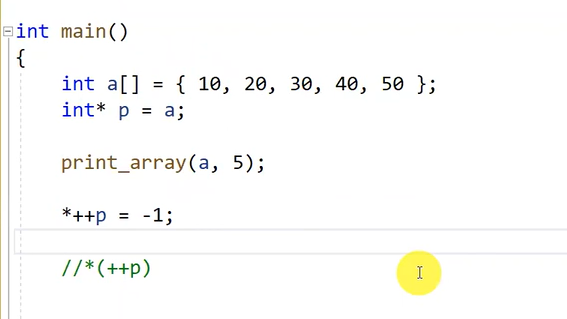 int main()
{
int a[] = { 10, 20, 30, 40, 50 };
int* p = a;
print_array(a, 5);
*++p = -1;
//*(++p)